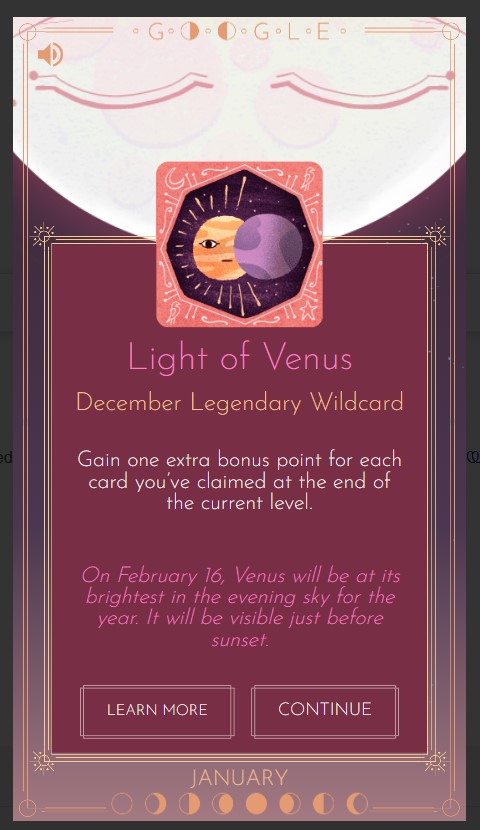 G O O G L E
Light of Venus
December Legendary Wildcard
Gain one extra bonus point for each
card you've claimed at the end of
the current level.
On February 16, Venus will be at its
brightest in the evening sky for the
year. It will be visible just before
sunset.
LEARN MORE
CONTINUE
JANUARY